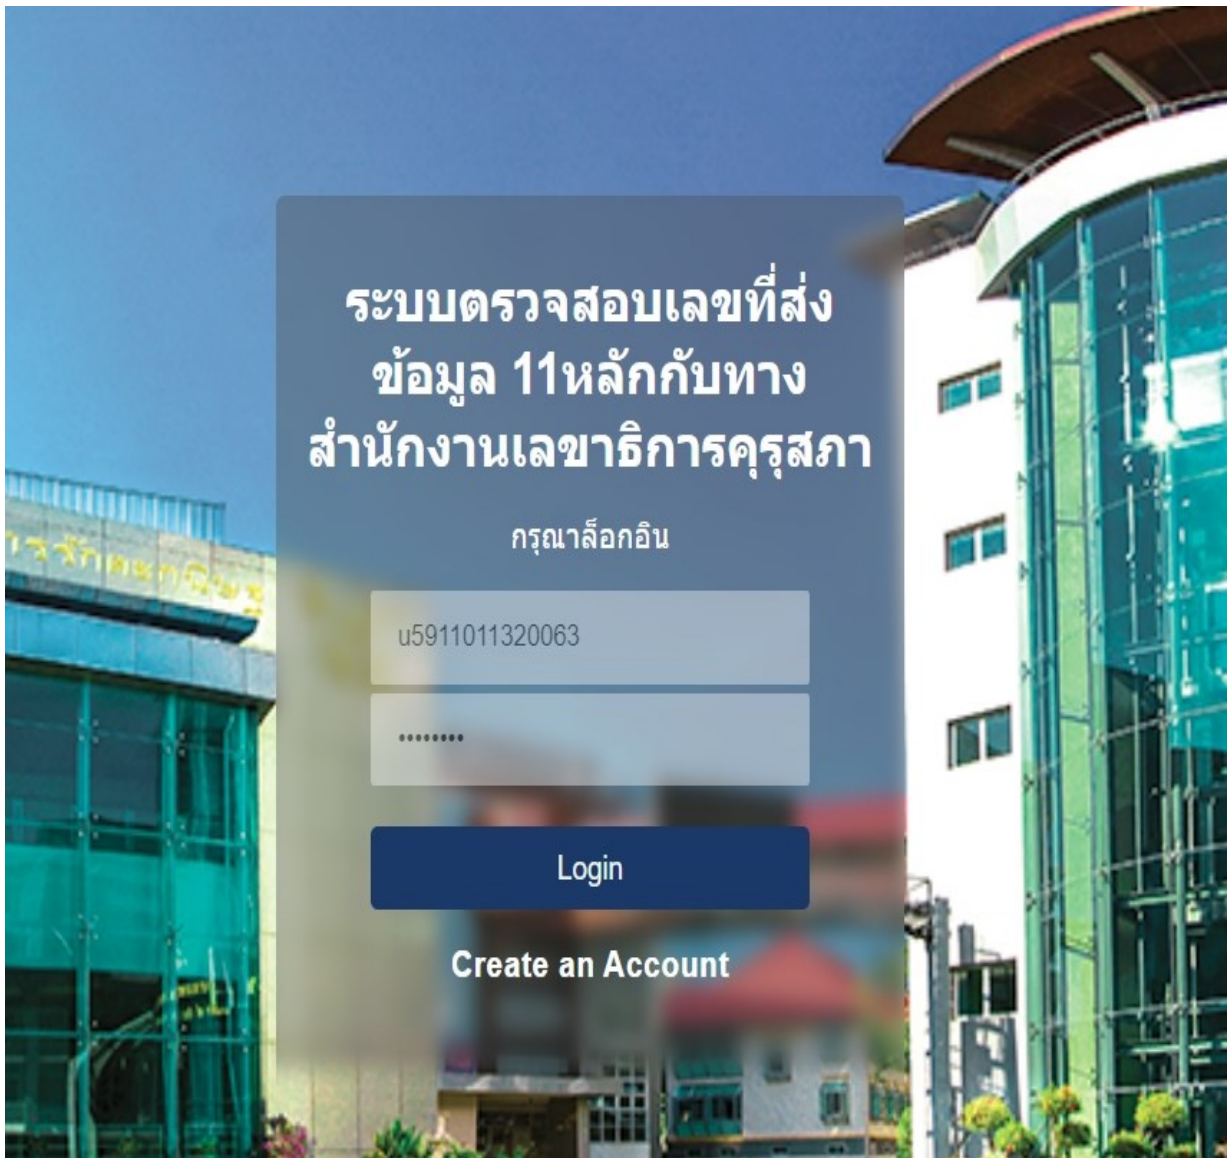 ระบบตรวจสอบเลขที่ส่ง
ข้อมูล 11หลักกับทาง
สำนักงานเลขาธิการคุรุสภา
กรุณาล็อกอิน
u5911011320063
••••••••
Login
Create an Account